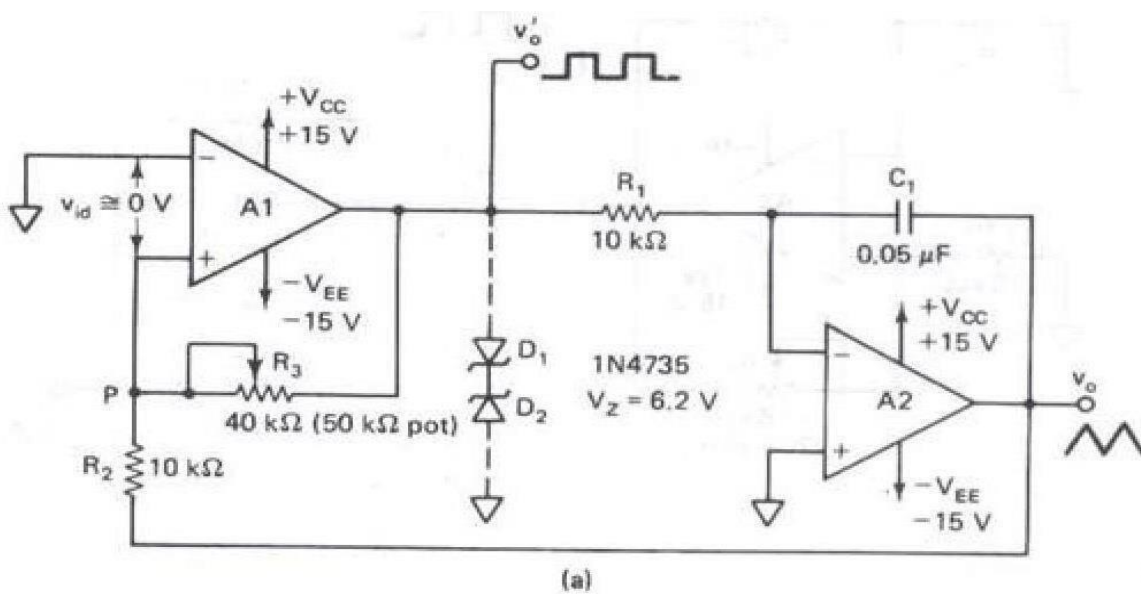 v'o
+VCC
+15 V
−
vid ≅ 0 V
A1
+
−VEE
−15 V
R1
10 kΩ
C1
0.05 μF
P
R3
40 kΩ (50 kΩ pot)
R2
10 kΩ
D1
D2
1N4735
VZ = 6.2 V
+VCC
+15 V
−
A2
+
−VEE
−15 V
vo
(a)